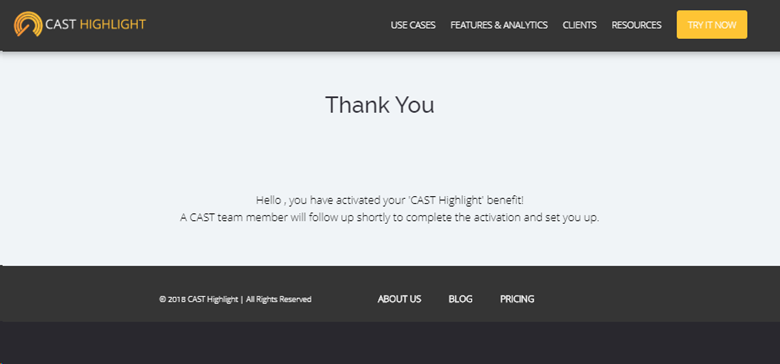 CAST HIGHLIGHT
USE CASES FEATURES & ANALYTICS CLIENTS RESOURCES TRY IT NOW
Thank You
Hello , you have activated your 'CAST Highlight' benefit!
A CAST team member will follow up shortly to complete the activation and set you up.
© 2018 CAST Highlight | All Rights Reserved ABOUT US BLOG PRICING